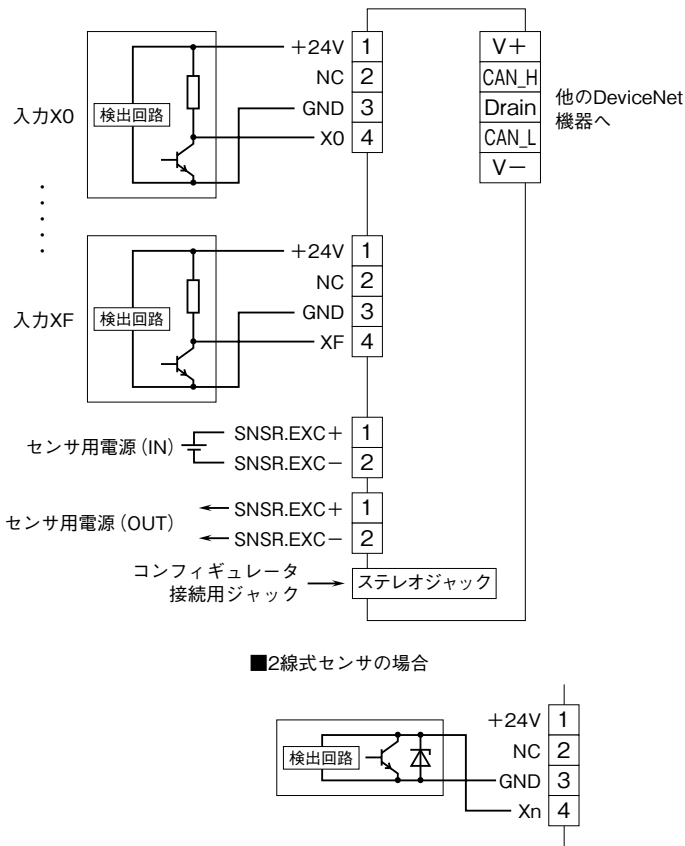 入力X0
検出回路
+24V 1
NC 2
GND 3
X0 4
V+
CAN_H
Drain
CAN_L
V−
他のDeviceNet
機器へ
入力XF
検出回路
+24V 1
NC 2
GND 3
XF 4
センサ用電源(IN)
SNSR.EXC+ 1
SNSR.EXC− 2
センサ用電源(OUT)
SNSR.EXC+ 1
SNSR.EXC− 2
コンフィギュレータ
接続用ジャック
ステレオジャック
■2線式センサの場合
検出回路
+24V 1
NC 2
GND 3
Xn 4